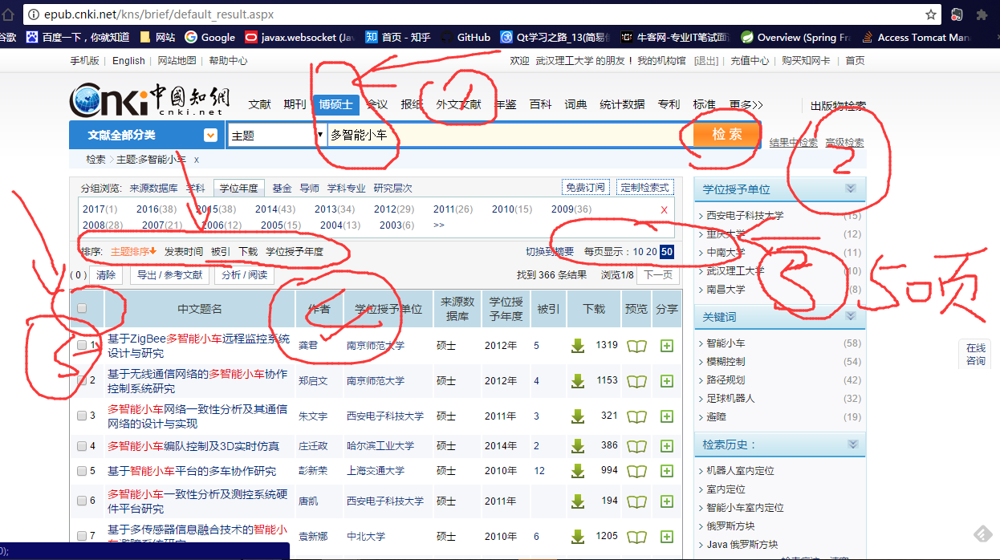 epub.cnki.net/kns/brief/default_result.aspx
谷歌 百度一下，你就知道 网站 Google javax.websocket (Ja 首页 - 知乎 GitHub Qt学习之路_13(简易俄 牛客网-专业IT笔试面 Overview (Spring Fra Access Tomcat Man
手机版 | English | 网站地图 | 帮助中心 欢迎 武汉理工大学 的朋友！ 我的机构馆 [退出] | 充值中心 | 购买知网卡 | 首页
cnki 中国知网
cnki.net
文献 期刊 博硕士 会议 报纸 外文文献 年鉴 百科 词典 统计数据 专利 标准 更多>> 出版物检索
文献全部分类 主题 多智能小车 检 索 结果中检索 高级检索
检索 > 主题:多智能小车 x
1
2
分组浏览: 来源数据库 学科 学位年度 基金 导师 学科专业 研究层次 免费订阅 定制检索式
2017(1) 2016(38) 2015(38) 2014(43) 2013(34) 2012(29) 2011(26) 2010(15) 2009(36) X
2008(28) 2007(21) 2006(12) 2005(15) 2004(13) 2003(6) >>
排序: 主题排序 发表时间 被引 下载 学位授予年度 切换到摘要 每页显示：10 20 50
( 0 ) 清除 导出 / 参考文献 分析 / 阅读 找到 366 条结果 浏览1/8 下一页
5 50页
中文题名 作者 学位授予单位 来源数据库 学位授予年度 被引 下载 预览 分享
1 基于ZigBee多智能小车远程监控系统 龚君 南京师范大学 硕士 2012年 5 1319
设计与研究
2 基于无线通信网络的多智能小车协作 郑启文 南京师范大学 硕士 2012年 4 1153
控制系统研究
3 多智能小车网络一致性分析及其通信 朱文宇 西安电子科技大学 硕士 2011年 3 321
网络的设计与实现
4 多智能小车编队控制及3D实时仿真 庄迁政 哈尔滨工业大学 硕士 2014年 2 386
5 基于智能小车平台的多车协作研究 彭新荣 上海交通大学 硕士 2010年 12 994
6 多智能小车一致性分析及测控系统硬 唐凯 西安电子科技大学 硕士 2011年 194
件平台研究
7 基于多传感器信息融合技术的智能小 袁新娜 中北大学 硕士 2010年 6 1205
学位授予单位
> 西安电子科技大学 (15)
> 重庆大学 (12)
> 中南大学 (11)
> 武汉理工大学 (10)
> 南昌大学 (8)
关键词
> 智能小车 (58)
> 模糊控制 (54)
> 路径规划 (42)
> 足球机器人 (32)
> 避障 (19)
检索历史：
> 机器人室内定位
> 室内定位
> 智能小车室内定位
> 俄罗斯方块
> Java 俄罗斯方块
在线
咨询
0);